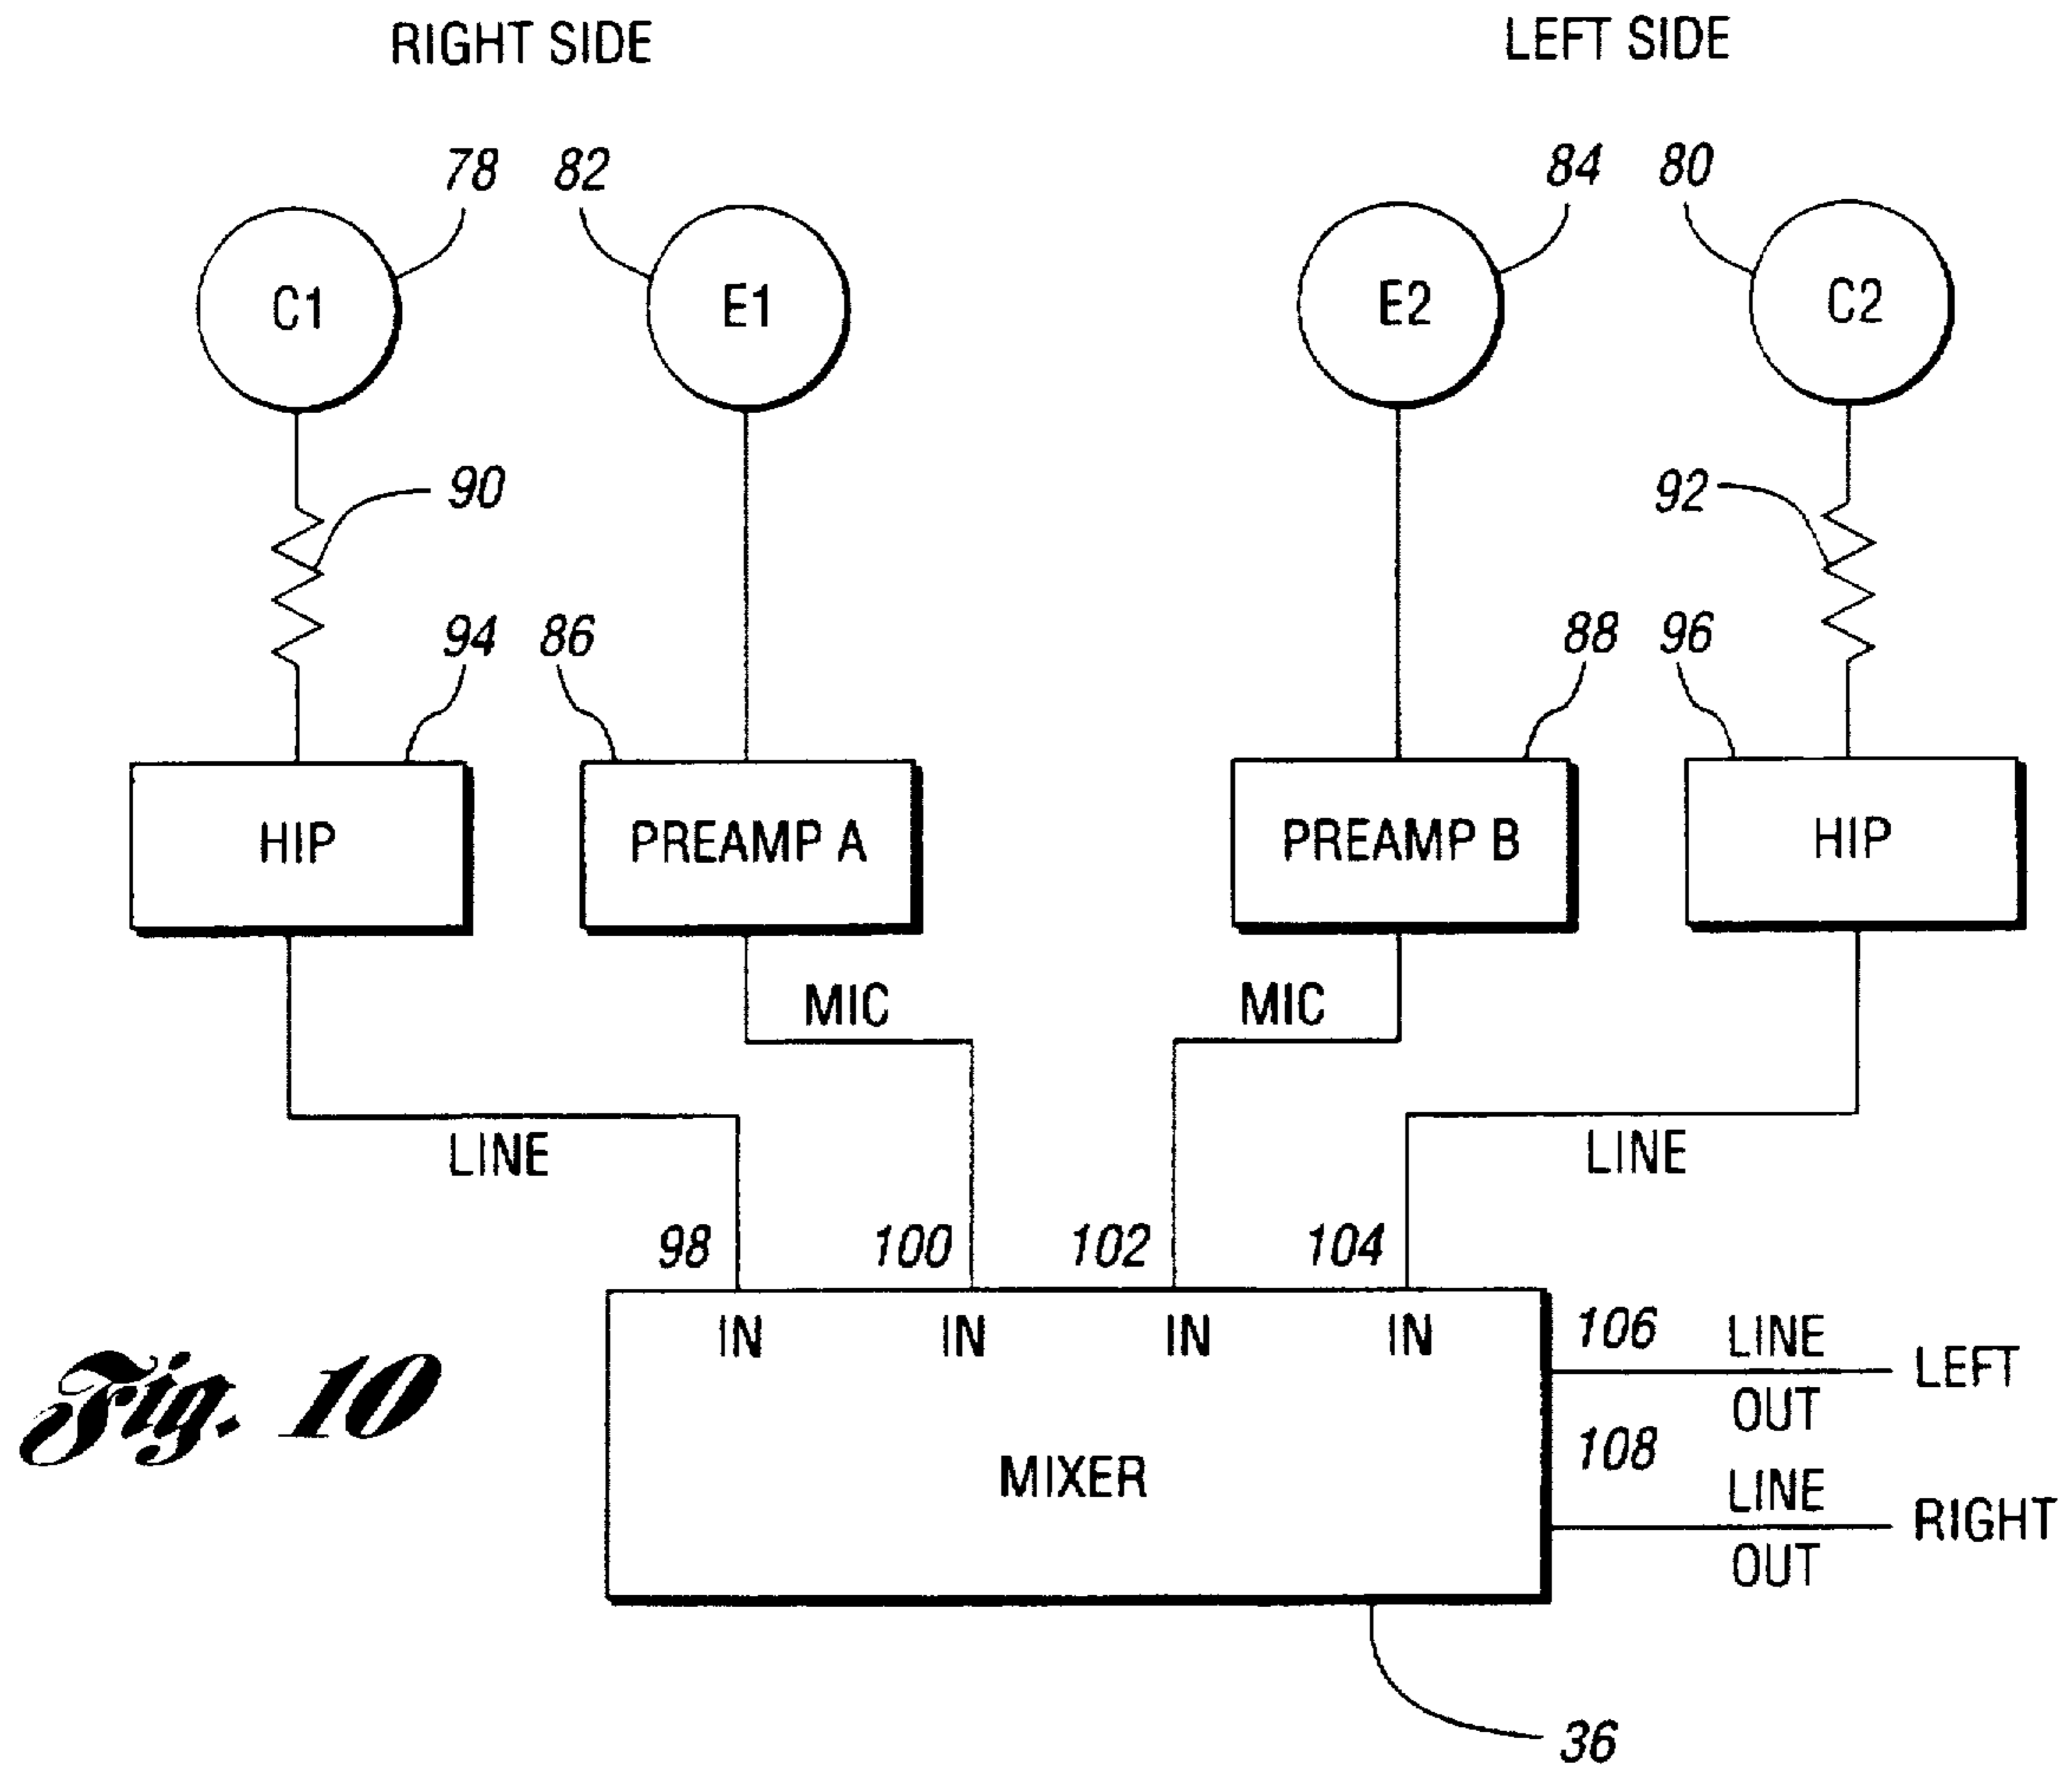 RIGHT SIDE LEFT SIDE
78 82 84 80
C1 E1 E2 C2
90 92
94 86 88 96
HIP PREAMP A PREAMP B HIP
MIC MIC
LINE LINE
98 100 102 104
IN IN IN IN
106 LINE OUT LEFT
108 LINE OUT RIGHT
MIXER
Fig. 10
36